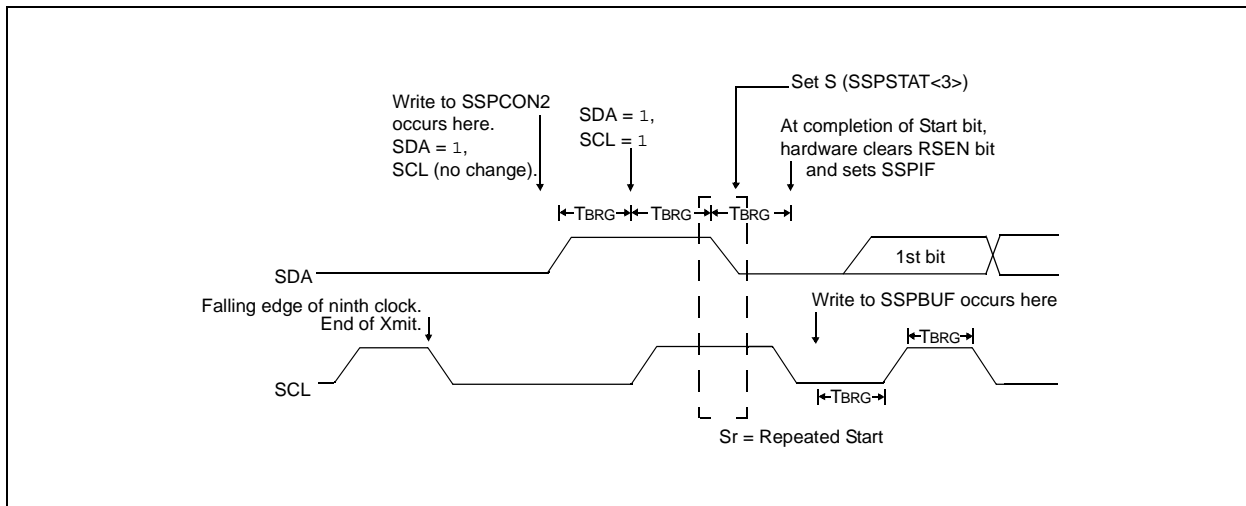 Set S (SSPSTAT<3>)
Write to SSPCON2
occurs here.
SDA = 1,
SCL (no change).
SDA = 1,
SCL = 1
At completion of Start bit,
hardware clears RSEN bit
and sets SSPIF
TBRG
TBRG
TBRG
SDA
1st bit
Falling edge of ninth clock.
End of Xmit.
Write to SSPBUF occurs here
TBRG
SCL
TBRG
Sr = Repeated Start